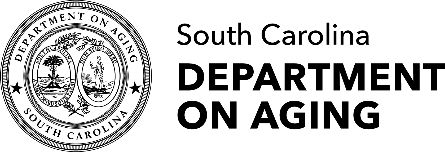 DEPARTMENT ON AGING
SOUTH CAROLINA
South Carolina
DEPARTMENT
ON AGING